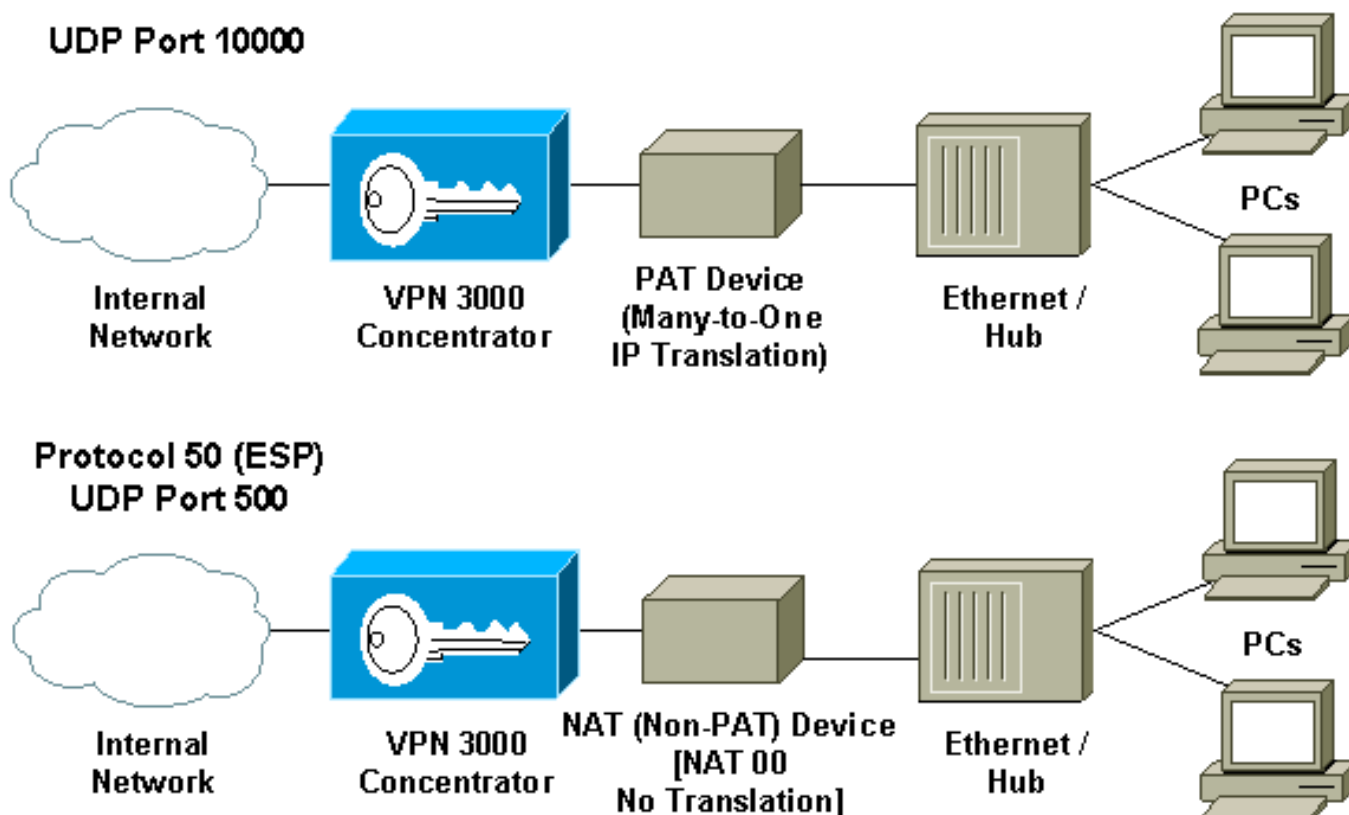 UDP Port 10000
Internal
Network
VPN 3000
Concentrator
PAT Device
(Many-to-One
IP Translation)
Ethernet /
Hub
PCs
Protocol 50 (ESP)
UDP Port 500
Internal
Network
VPN 3000
Concentrator
NAT (Non-PAT) Device
[NAT 00
No Translation]
Ethernet /
Hub
PCs